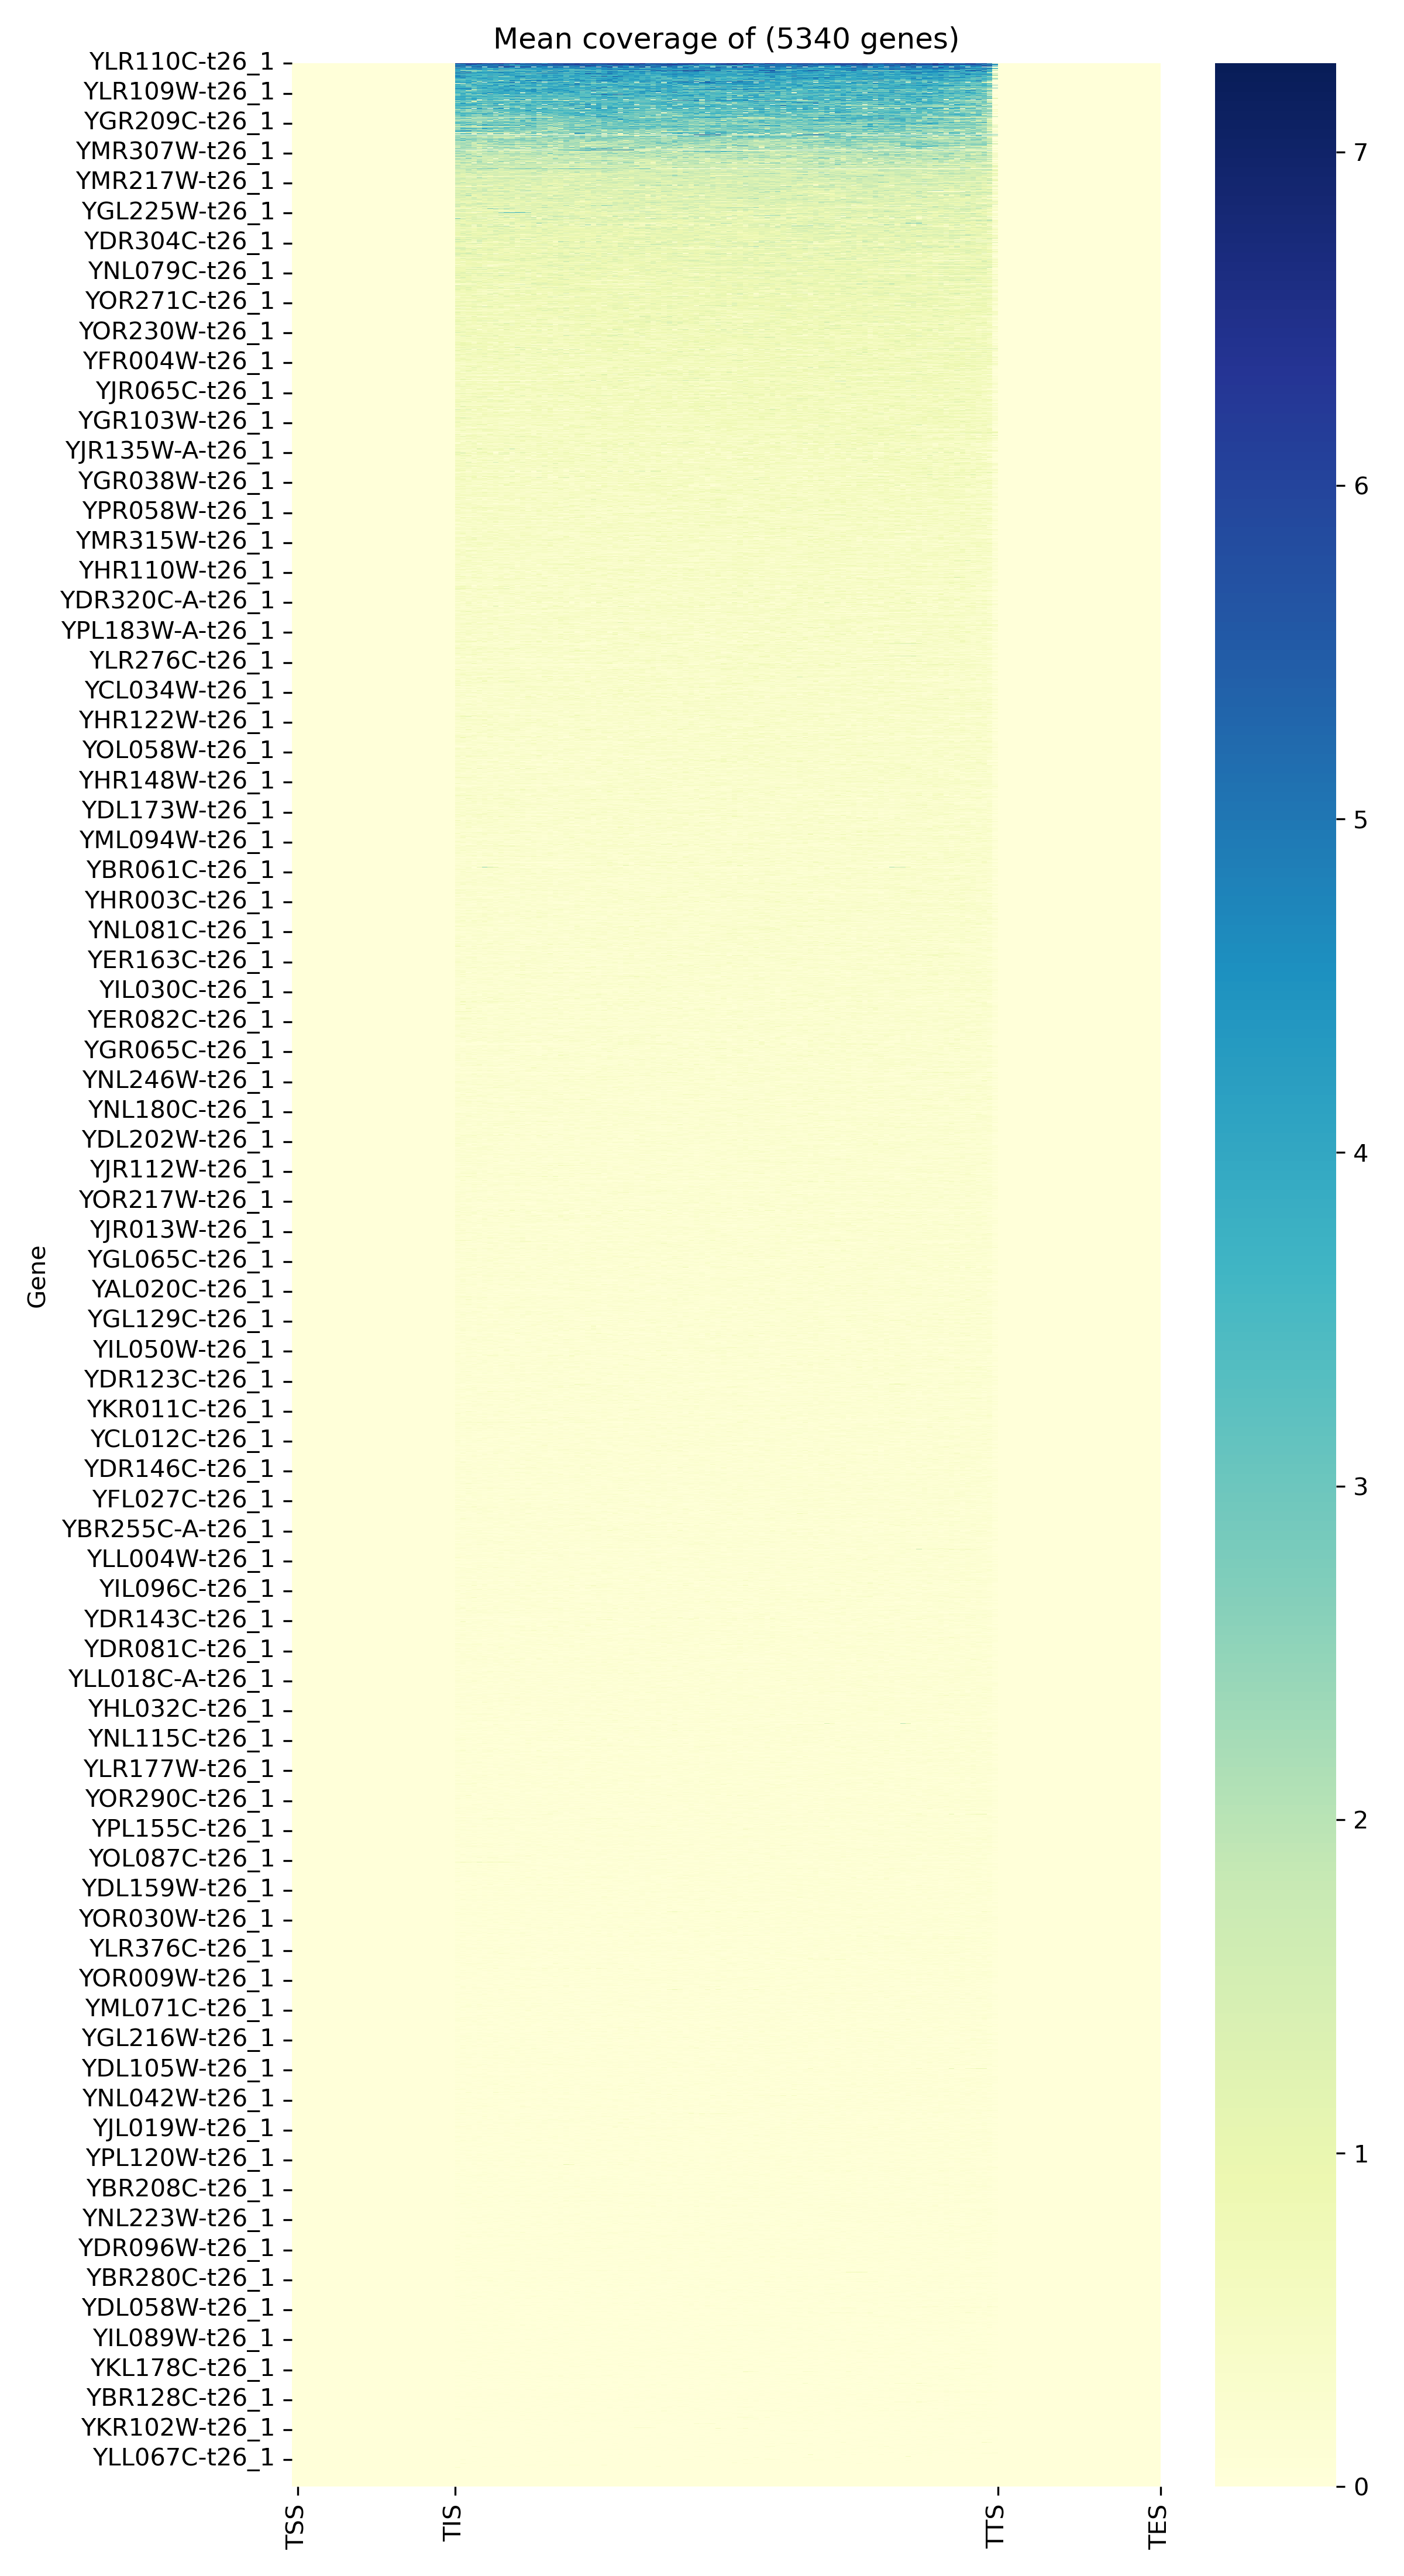 Mean coverage of (5340 genes)
YLR110C-t26_1
YLR109W-t26_1
YGR209C-t26_1
YMR307W-t26_1
YMR217W-t26_1
YGL225W-t26_1
YDR304C-t26_1
YNL079C-t26_1
YOR271C-t26_1
YOR230W-t26_1
YFR004W-t26_1
YJR065C-t26_1
YGR103W-t26_1
YJR135W-A-t26_1
YGR038W-t26_1
YPR058W-t26_1
YMR315W-t26_1
YHR110W-t26_1
YDR320C-A-t26_1
YPL183W-A-t26_1
YLR276C-t26_1
YCL034W-t26_1
YHR122W-t26_1
YOL058W-t26_1
YHR148W-t26_1
YDL173W-t26_1
YML094W-t26_1
YBR061C-t26_1
YHR003C-t26_1
YNL081C-t26_1
YER163C-t26_1
YIL030C-t26_1
YER082C-t26_1
YGR065C-t26_1
YNL246W-t26_1
YNL180C-t26_1
YDL202W-t26_1
YJR112W-t26_1
YOR217W-t26_1
YJR013W-t26_1
YGL065C-t26_1
YAL020C-t26_1
YGL129C-t26_1
YIL050W-t26_1
YDR123C-t26_1
YKR011C-t26_1
YCL012C-t26_1
YDR146C-t26_1
YFL027C-t26_1
YBR255C-A-t26_1
YLL004W-t26_1
YIL096C-t26_1
YDR143C-t26_1
YDR081C-t26_1
YLL018C-A-t26_1
YHL032C-t26_1
YNL115C-t26_1
YLR177W-t26_1
YOR290C-t26_1
YPL155C-t26_1
YOL087C-t26_1
YDL159W-t26_1
YOR030W-t26_1
YLR376C-t26_1
YOR009W-t26_1
YML071C-t26_1
YGL216W-t26_1
YDL105W-t26_1
YNL042W-t26_1
YJL019W-t26_1
YPL120W-t26_1
YBR208C-t26_1
YNL223W-t26_1
YDR096W-t26_1
YBR280C-t26_1
YDL058W-t26_1
YIL089W-t26_1
YKL178C-t26_1
YBR128C-t26_1
YKR102W-t26_1
YLL067C-t26_1
Gene
TSS
TIS
TTS
TES
7
6
5
4
3
2
1
0